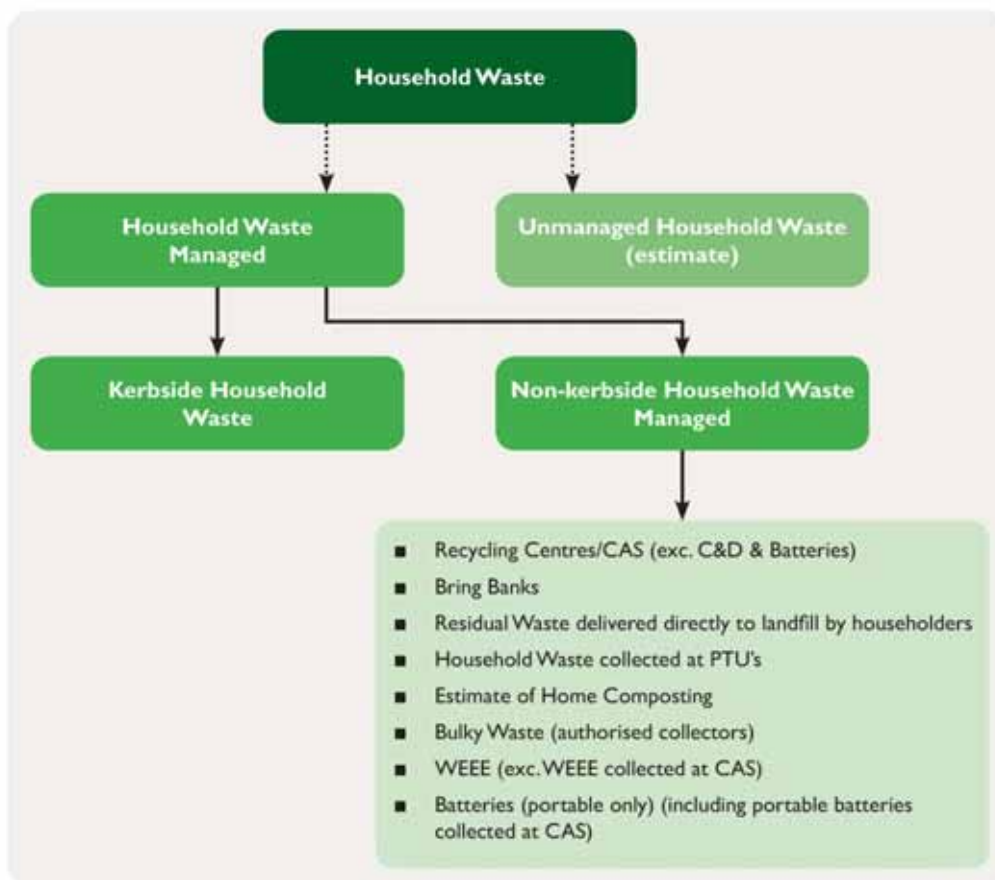 Household Waste
Household Waste
Managed
Unmanaged Household Waste
(estimate)
Kerbside Household
Waste
Non-kerbside Household Waste
Managed
■ Recycling Centres/CAS (exc. C&D & Batteries)
■ Bring Banks
■ Residual Waste delivered directly to landfill by householders
■ Household Waste collected at PTU's
■ Estimate of Home Composting
■ Bulky Waste (authorised collectors)
■ WEEE (exc. WEEE collected at CAS)
■ Batteries (portable only) (including portable batteries
collected at CAS)